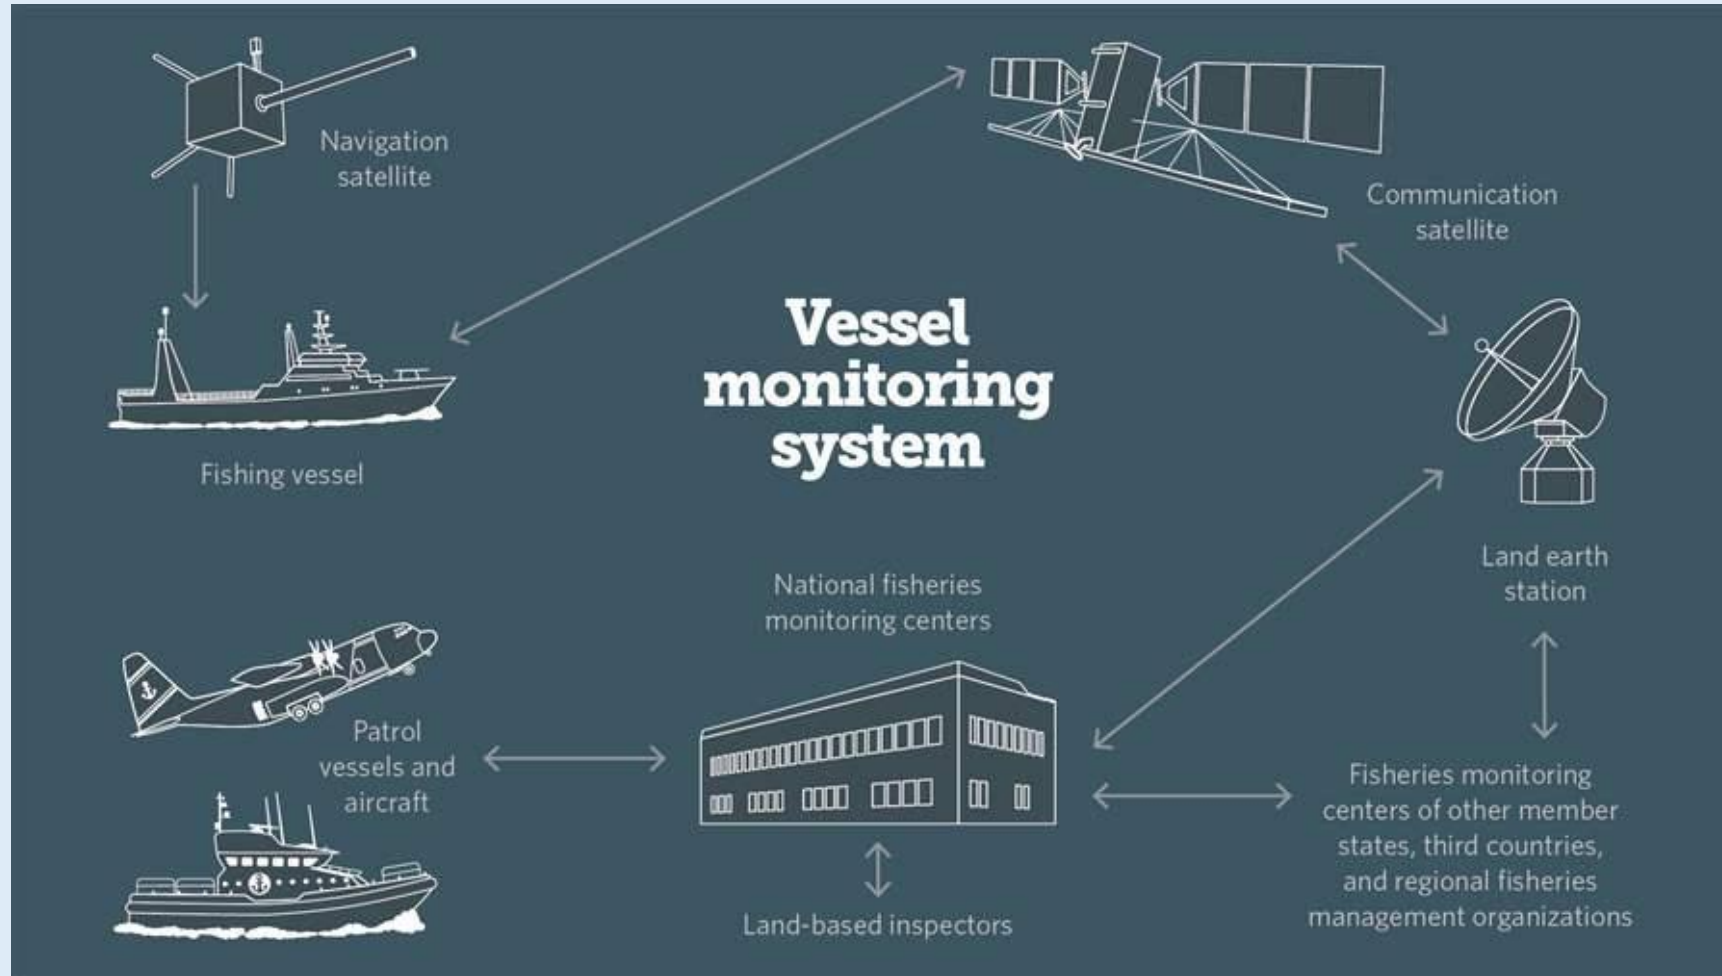 Navigation
satellite
Communication
satellite
Vessel
monitoring
system
Fishing vessel
Land earth
station
National fisheries
monitoring centers
Patrol
vessels and
aircraft
Fisheries monitoring
centers of other member
states, third countries,
and regional fisheries
management organizations
Land-based inspectors